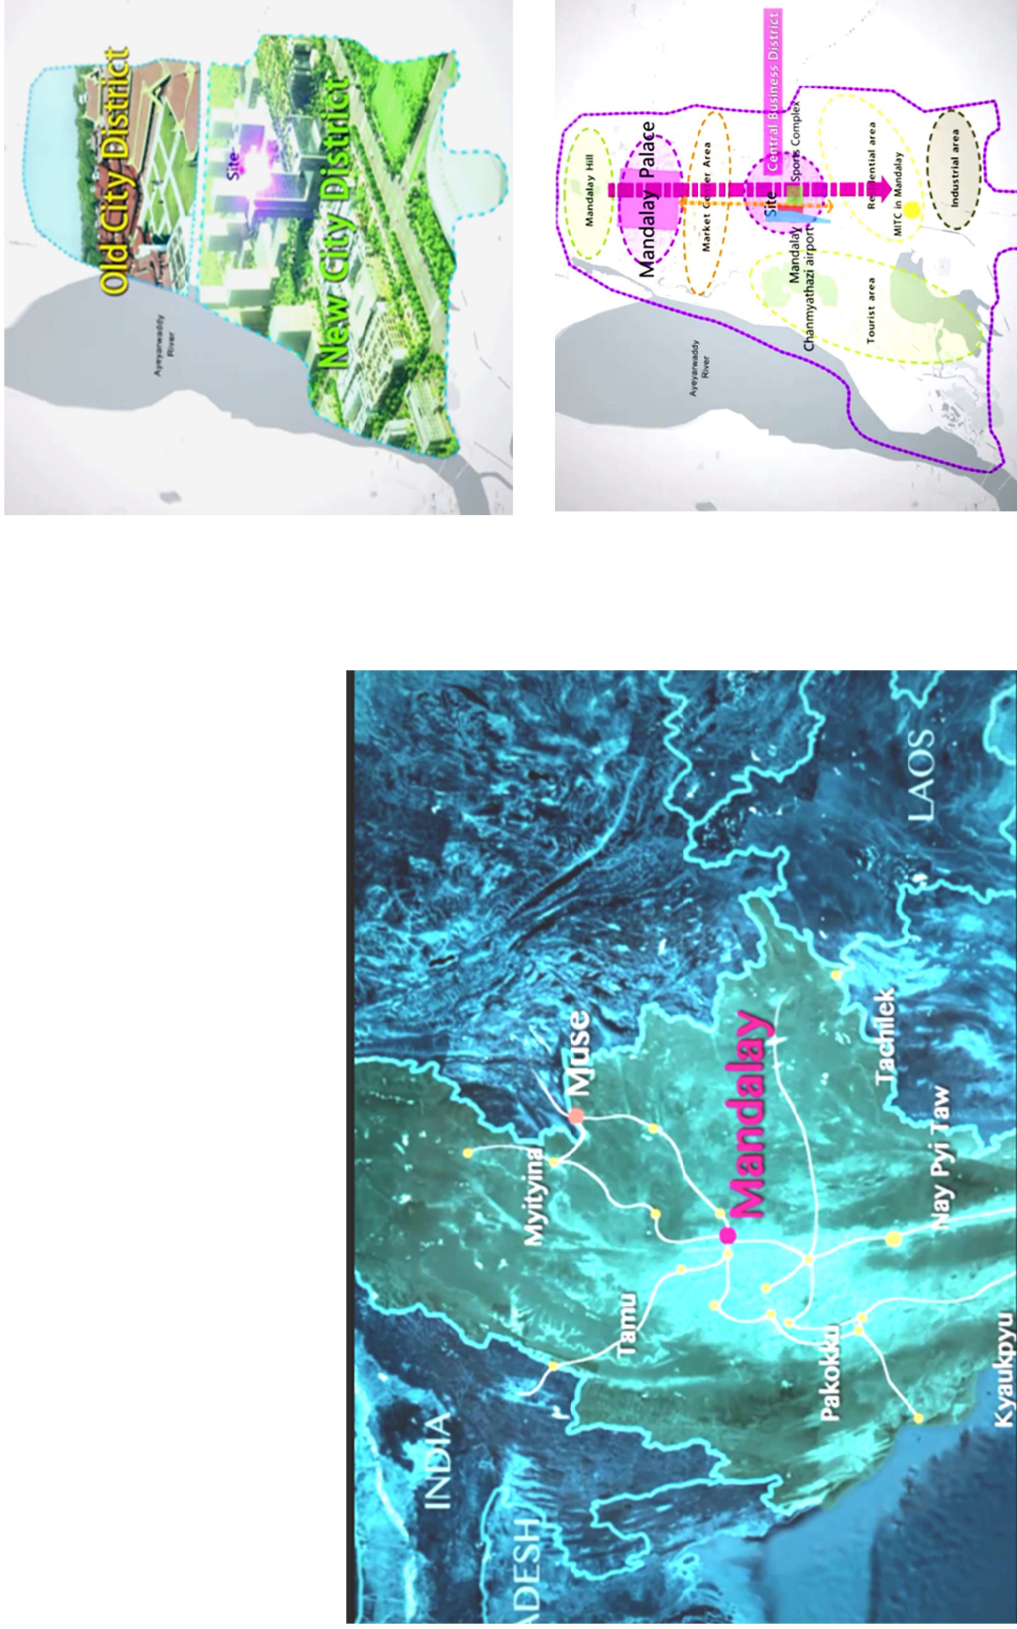 Old City District
Site
New City District
Ayeyarwaddy
River
Central Business District
Mandalay Hill
Mandalay Palace
Market Center Area
Site
Sports Complex
Mandalay
Chanmyathazi airport
Residential area
MITC in Mandalay
Industrial area
Tourist area
Ayeyarwaddy
River
INDIA
ADESH
LAOS
Myityina
Muse
Tamu
Mandalay
Tachilek
Pakokku
Nay Pyi Taw
Kyaukpyu